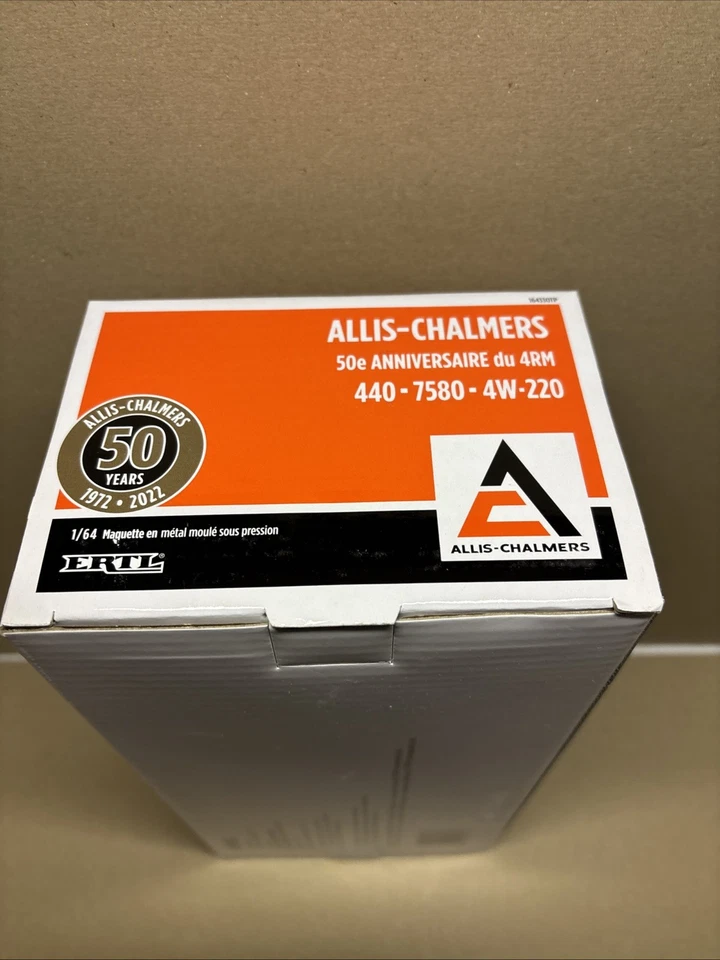 ALLIS-CHALMERS
50e ANNIVERSAIRE du 4RM
440 - 7580 - 4W-220
ALLIS-CHALMERS
50
YEARS
1972 • 2022
ALLIS-CHALMERS
1/64 Maquette en métal moulé sous pression
ERTL®